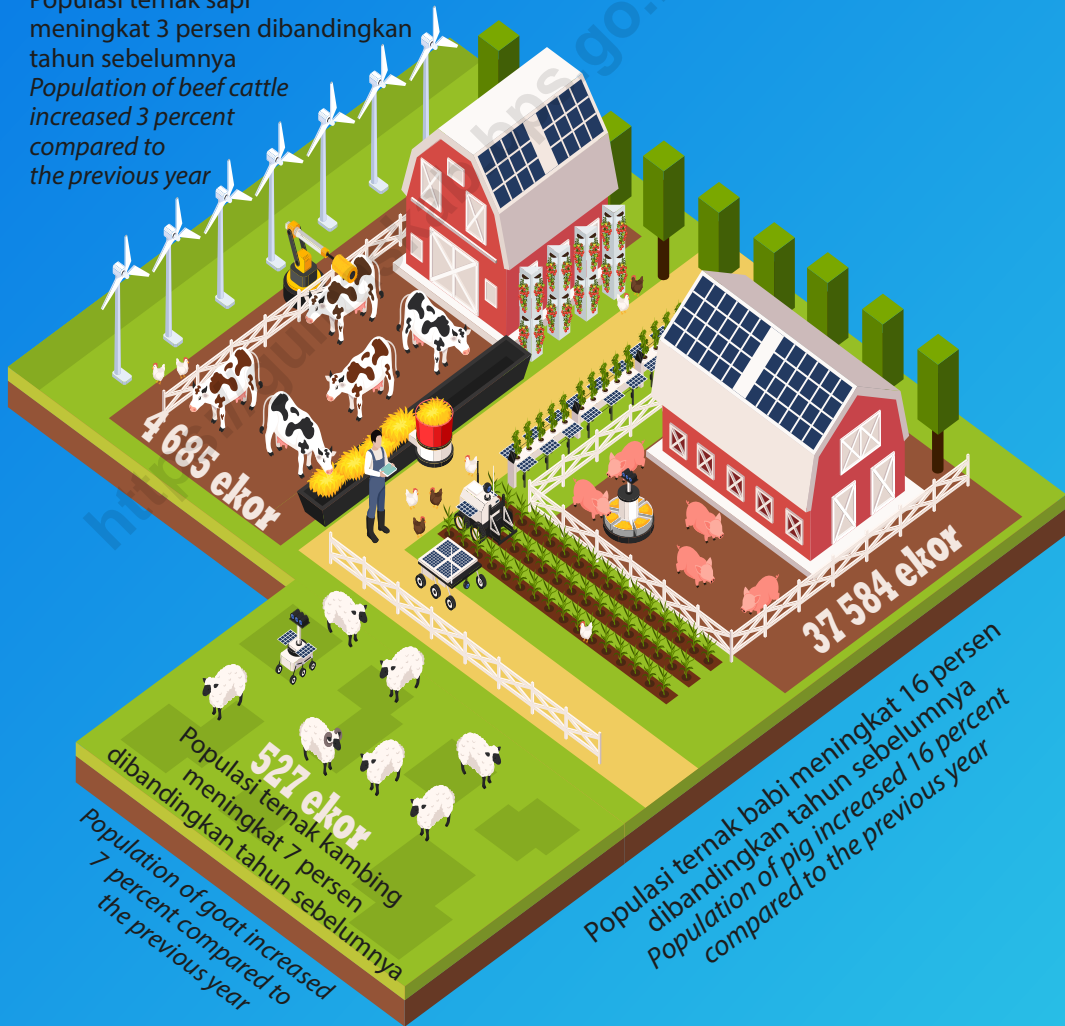 Populasi ternak sapi
meningkat 3 persen dibandingkan
tahun sebelumnya
Population of beef cattle
increased 3 percent
compared to
the previous year
4 685 ekor
37 584 ekor
Populasi ternak babi meningkat 16 persen
dibandingkan tahun sebelumnya
Population of pig increased 16 percent
compared to the previous year
527 ekor
Populasi ternak kambing
meningkat 7 persen
dibandingkan tahun sebelumnya
Population of goat increased
7 percent compared to
the previous year